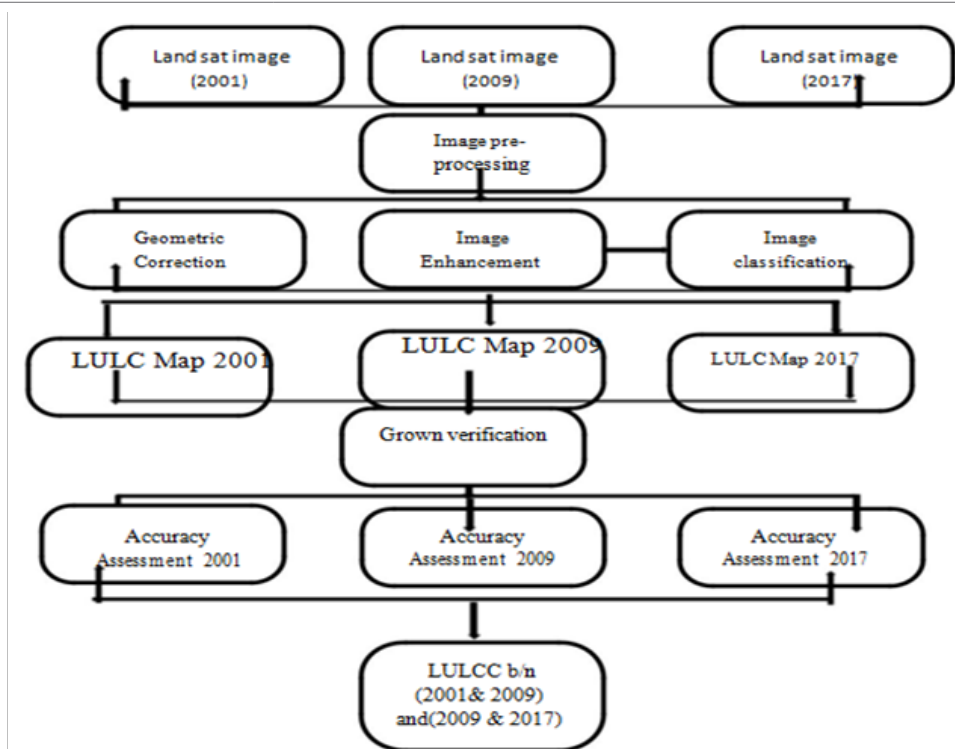 Land sat image
(2001)
Land sat image
(2009)
Land sat image
(2017)
Image pre-
processing
Geometric
Correction
Image
Enhancement
Image
classification
LULC Map 2001
LULC Map 2009
LULC Map 2017
Grown verification
Accuracy
Assessment 2001
Accuracy
Assessment 2009
Accuracy
Assessment 2017
LULCC b/n
(2001& 2009)
and(2009 & 2017)